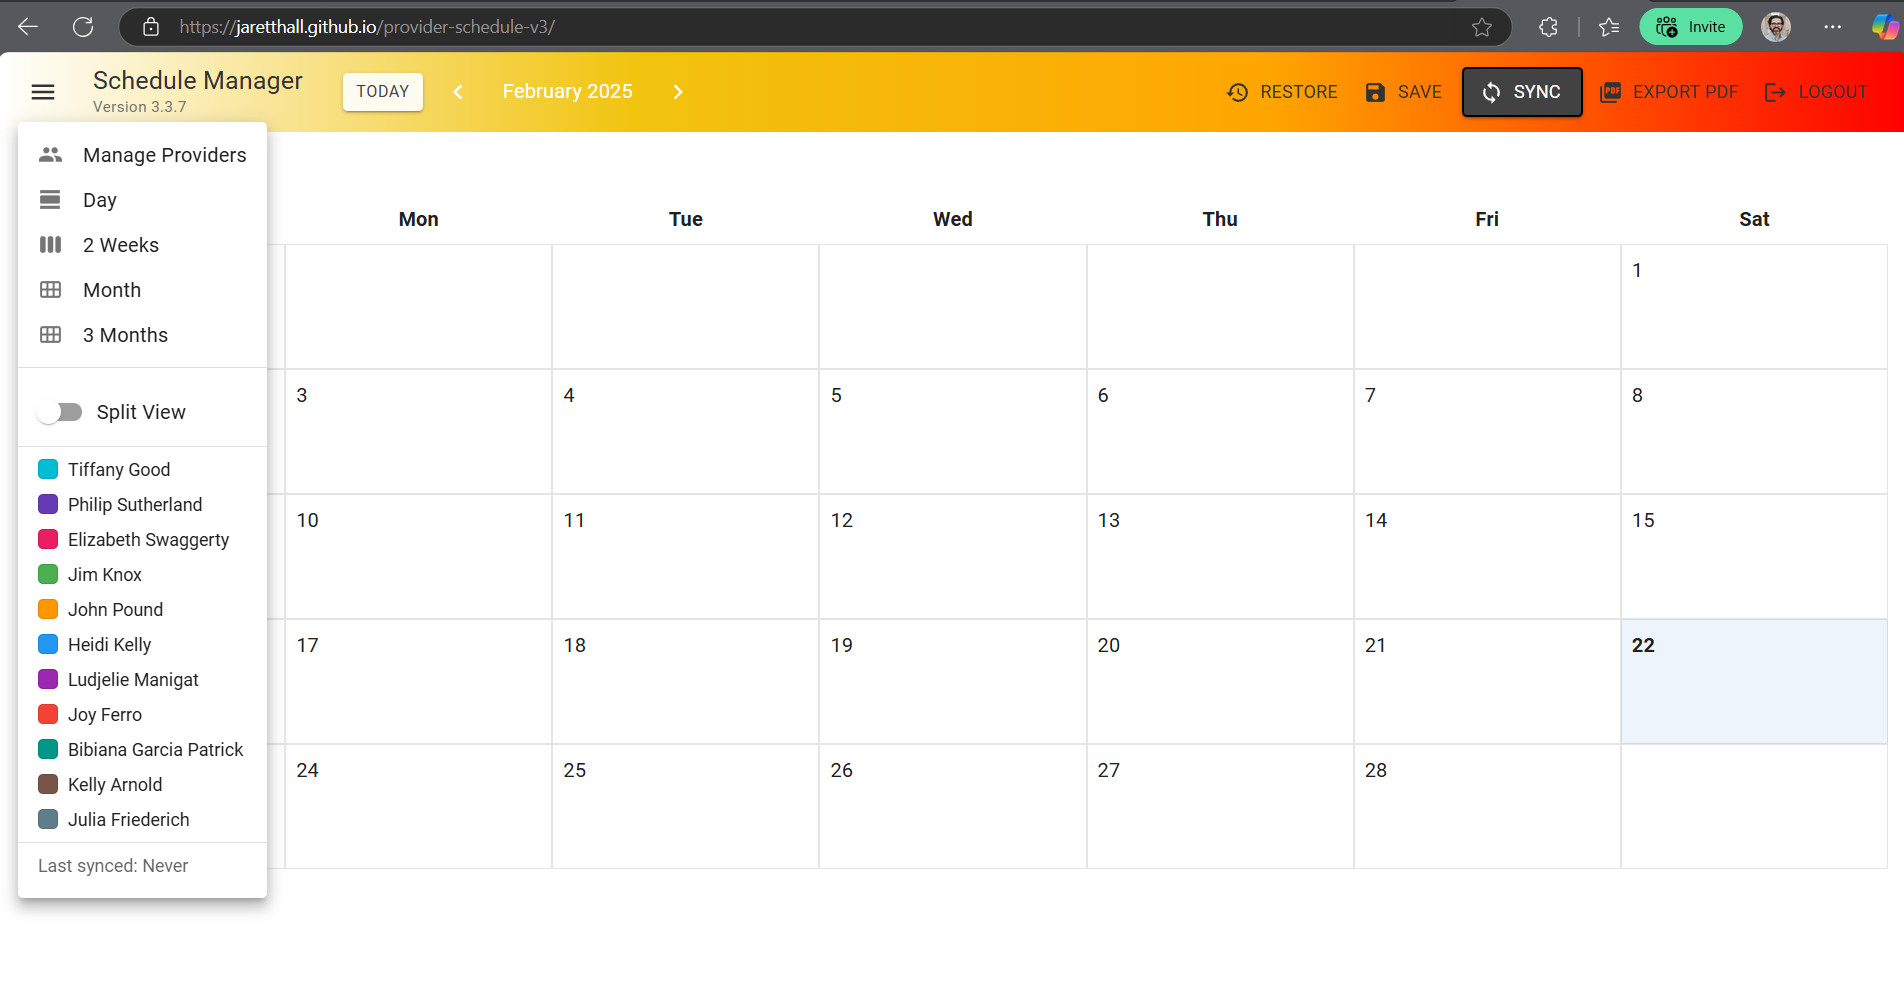 https://jaretthall.github.io/provider-schedule-v3/
Invite
Schedule Manager
Version 3.3.7
TODAY
February 2025
RESTORE
SAVE
SYNC
PDF
EXPORT PDF
LOGOUT
Manage Providers
Day
2 Weeks
Month
3 Months
Split View
Tiffany Good
Philip Sutherland
Elizabeth Swaggerty
Jim Knox
John Pound
Heidi Kelly
Ludjelie Manigat
Joy Ferro
Bibiana Garcia Patrick
Kelly Arnold
Julia Friederich
Last synced: Never
Mon Tue Wed Thu Fri Sat
1
3 4 5 6 7 8
10 11 12 13 14 15
17 18 19 20 21 22
24 25 26 27 28